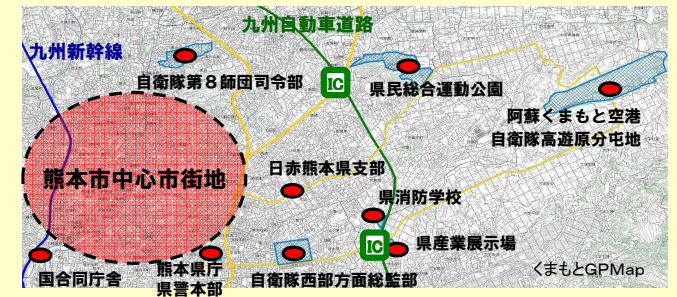 九州自動車道路
九州新幹線
自衛隊第8師団司令部
IC
県民総合運動公園
阿蘇くまもと空港
自衛隊高遊原分屯地
熊本市中心市街地
日赤熊本県支部
県消防学校
IC
県産業展示場
国合同庁舎
熊本県庁
県警本部
自衛隊西部方面総監部
くまもとGPMap